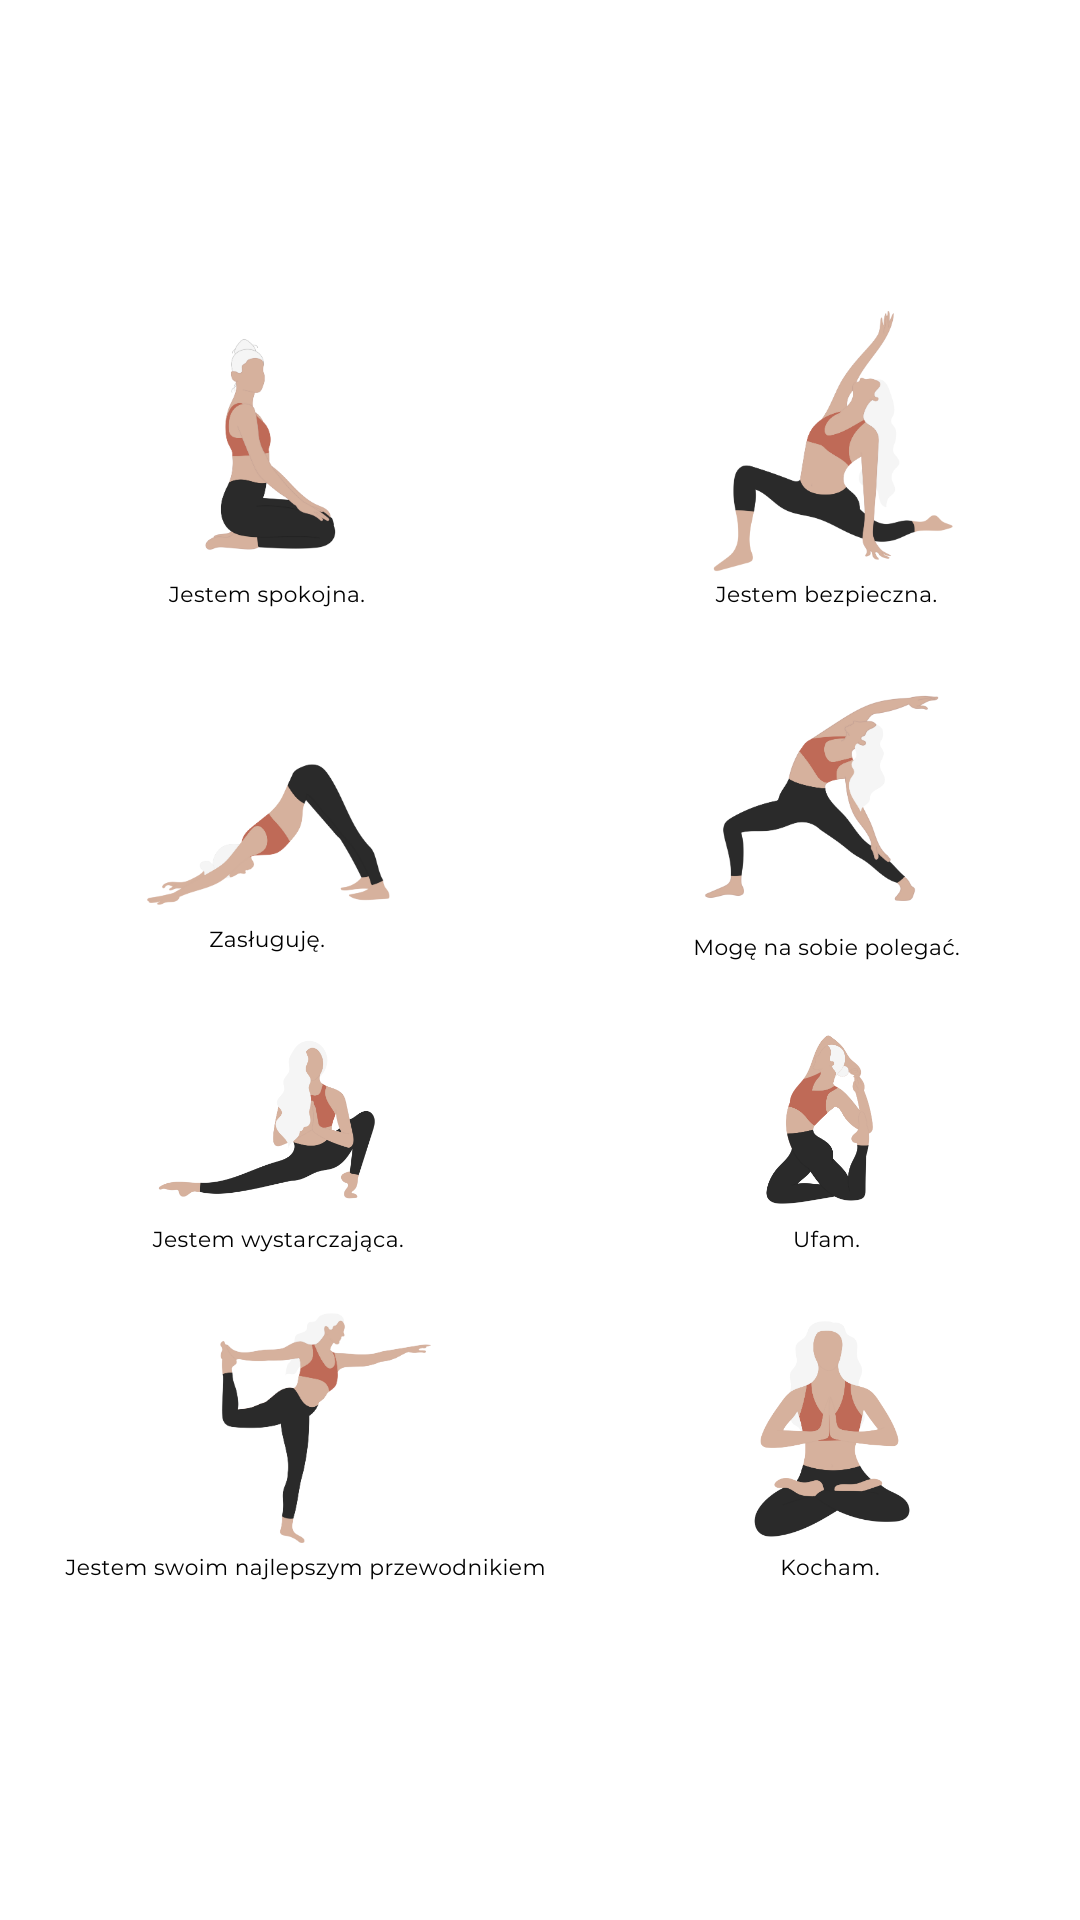 Jestem spokojna.
Jestem bezpieczna.
Zasługuję.
Mogę na sobie polegać.
Jestem wystarczająca.
Ufam.
Jestem swoim najlepszym przewodnikiem
Kocham.